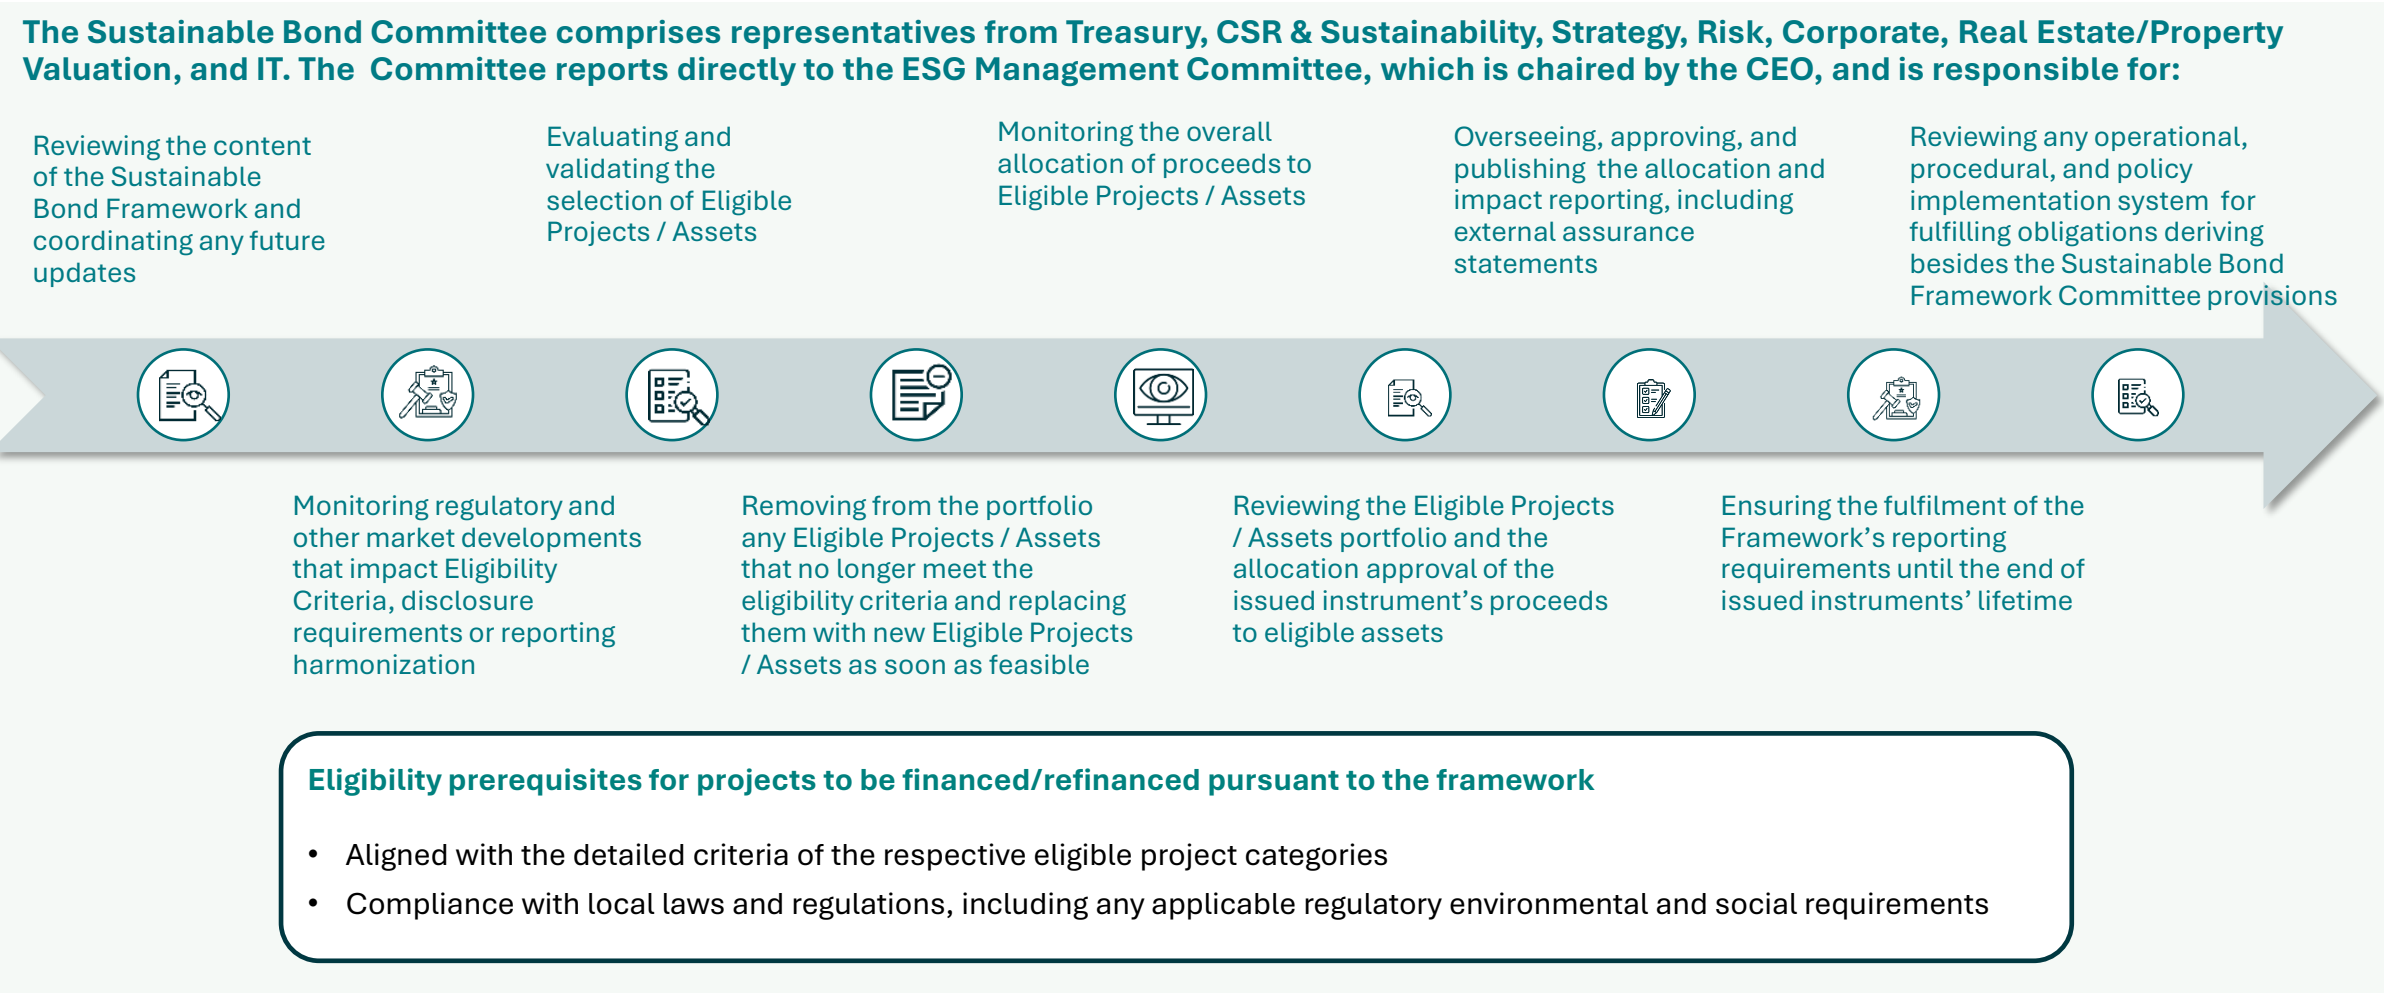 The Sustainable Bond Committee comprises representatives from Treasury, CSR & Sustainability, Strategy, Risk, Corporate, Real Estate/Property
Valuation, and IT. The Committee reports directly to the ESG Management Committee, which is chaired by the CEO, and is responsible for:
Reviewing the content
of the Sustainable
Bond Framework and
coordinating any future
updates
Evaluating and
validating the
selection of Eligible
Projects / Assets
Monitoring the overall
allocation of proceeds to
Eligible Projects / Assets
Overseeing, approving, and
publishing the allocation and
impact reporting, including
external assurance
statements
Reviewing any operational,
procedural, and policy
implementation system for
fulfilling obligations deriving
besides the Sustainable Bond
Framework Committee provisions
Monitoring regulatory and
other market developments
that impact Eligibility
Criteria, disclosure
requirements or reporting
harmonization
Removing from the portfolio
any Eligible Projects / Assets
that no longer meet the
eligibility criteria and replacing
them with new Eligible Projects
/ Assets as soon as feasible
Reviewing the Eligible Projects
/ Assets portfolio and the
allocation approval of the
issued instrument’s proceeds
to eligible assets
Ensuring the fulfilment of the
Framework’s reporting
requirements until the end of
issued instruments’ lifetime
Eligibility prerequisites for projects to be financed/refinanced pursuant to the framework
• Aligned with the detailed criteria of the respective eligible project categories
• Compliance with local laws and regulations, including any applicable regulatory environmental and social requirements